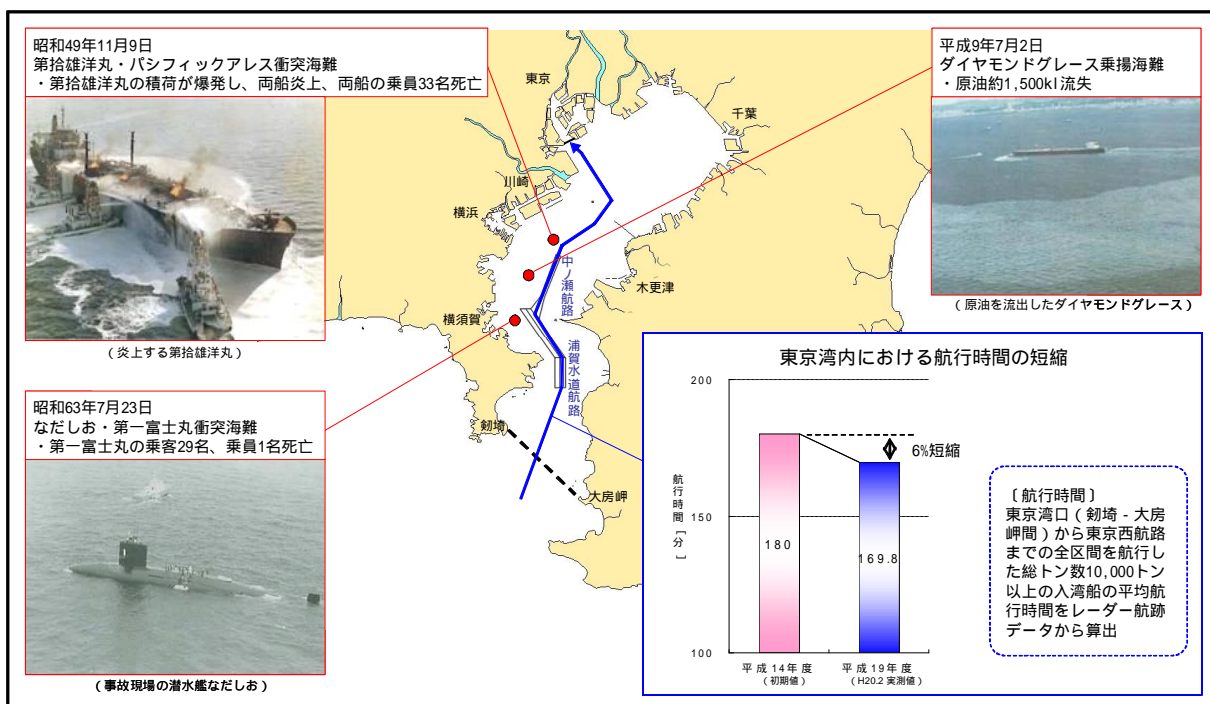 昭和49年11月9日
第拾雄洋丸・パシフィックアレス衝突海難
・第拾雄洋丸の積荷が爆発し、両船炎上、両船の乗員33名死亡
(炎上する第拾雄洋丸)
昭和63年7月23日
なだしお・第一富士丸衝突海難
・第一富士丸の乗客29名、乗員1名死亡
(事故現場の潜水艦なだしお)
平成9年7月2日
ダイヤモンドグレース乗揚海難
・原油約1,500kl流失
(原油を流出したダイヤモンドグレース)
東京
千葉
川崎
横浜
木更津
横須賀
中ノ瀬航路
浦賀水道航路
剱埼
大房岬
東京湾内における航行時間の短縮
航行時間[分]
200
150
100
180
169.8
6%短縮
平成14年度
(初期値)
平成19年度
(H20.2 実測値)
〔航行時間〕
東京湾口(剱埼 - 大房
岬間)から東京西航路
までの全区間を航行し
た総トン数10,000トン
以上の入湾船の平均航
行時間をレーダー航跡
データから算出